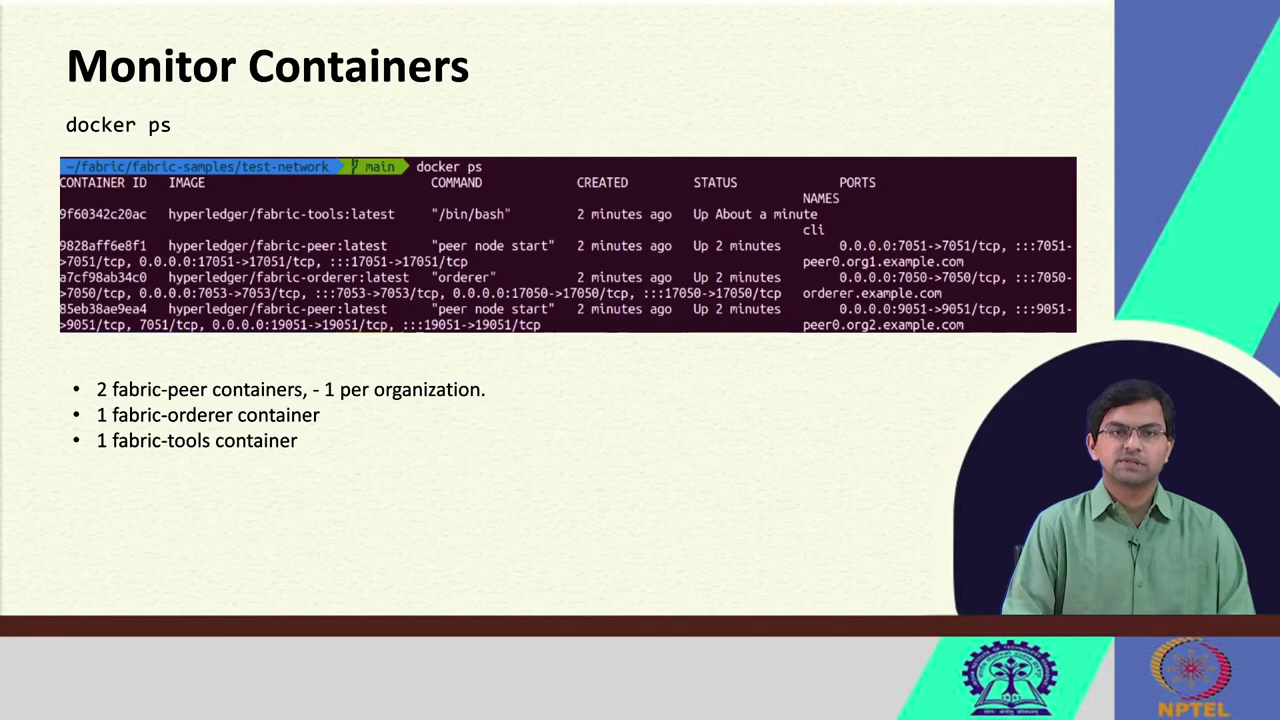 Monitor Containers
docker ps
~/fabric/fabric-samples/test-network main docker ps
CONTAINER ID IMAGE COMMAND CREATED STATUS PORTS
NAMES
9f60342c20ac hyperledger/fabric-tools:latest "/bin/bash" 2 minutes ago Up About a minute
cli
9828aff6e8f1 hyperledger/fabric-peer:latest "peer node start" 2 minutes ago Up 2 minutes 0.0.0.0:7051->7051/tcp, :::7051-
>7051/tcp, 0.0.0.0:17051->17051/tcp, :::17051->17051/tcp peer0.org1.example.com
a7cf98ab34c0 hyperledger/fabric-orderer:latest "orderer" 2 minutes ago Up 2 minutes 0.0.0.0:7050->7050/tcp, :::7050-
>7050/tcp, 0.0.0.0:7053->7053/tcp, :::7053->7053/tcp, 0.0.0.0:17050->17050/tcp, :::17050->17050/tcp orderer.example.com
85eb38ae9ea4 hyperledger/fabric-peer:latest "peer node start" 2 minutes ago Up 2 minutes 0.0.0.0:9051->9051/tcp, :::9051-
>9051/tcp, 7051/tcp, 0.0.0.0:19051->19051/tcp, :::19051->19051/tcp peer0.org2.example.com
• 2 fabric-peer containers, - 1 per organization.
• 1 fabric-orderer container
• 1 fabric-tools container
NPTEL